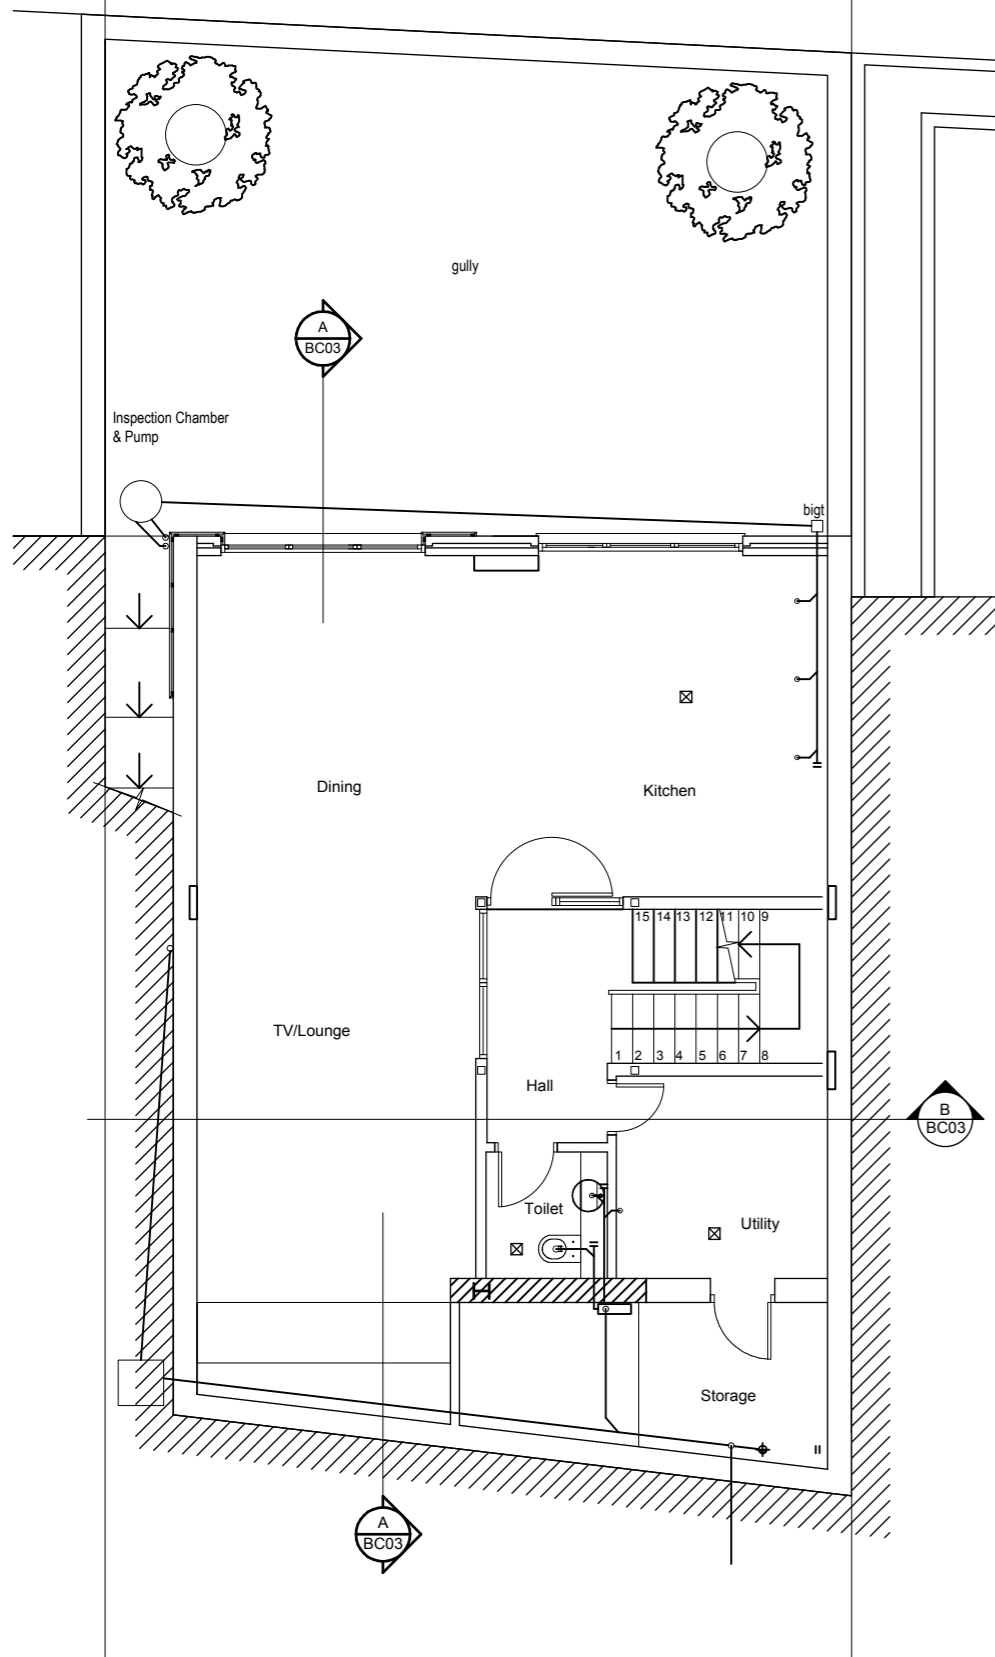 gully
A
BC03
Inspection Chamber
& Pump
bigt
Dining
Kitchen
15 14 13 12 11 10 9
TV/Lounge
1 2 3 4 5 6 7 8
Hall
B
BC03
Toilet
Utility
Storage
A
BC03